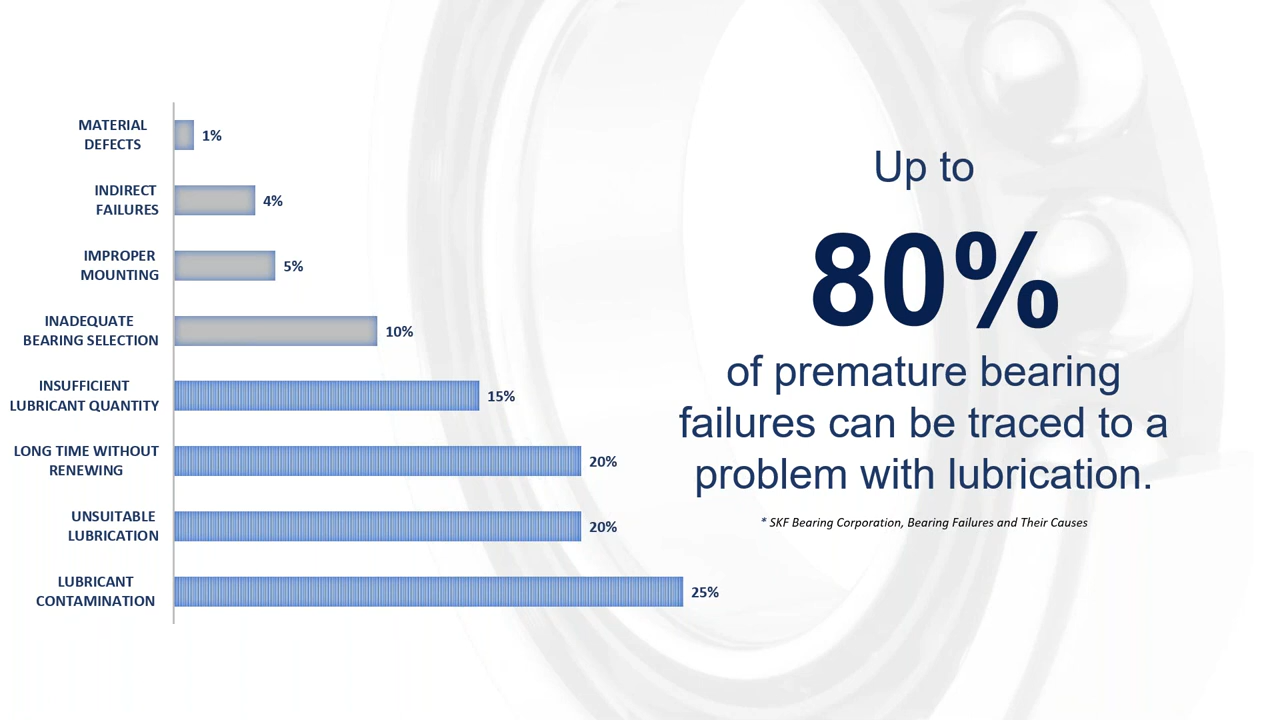 MATERIAL
DEFECTS
1%
INDIRECT
FAILURES
4%
IMPROPER
MOUNTING
5%
INADEQUATE
BEARING SELECTION
10%
INSUFFICIENT
LUBRICANT QUANTITY
15%
LONG TIME WITHOUT
RENEWING
20%
UNSUITABLE
LUBRICATION
20%
LUBRICANT
CONTAMINATION
25%
Up to
80%
of premature bearing
failures can be traced to a
problem with lubrication.
* SKF Bearing Corporation, Bearing Failures and Their Causes